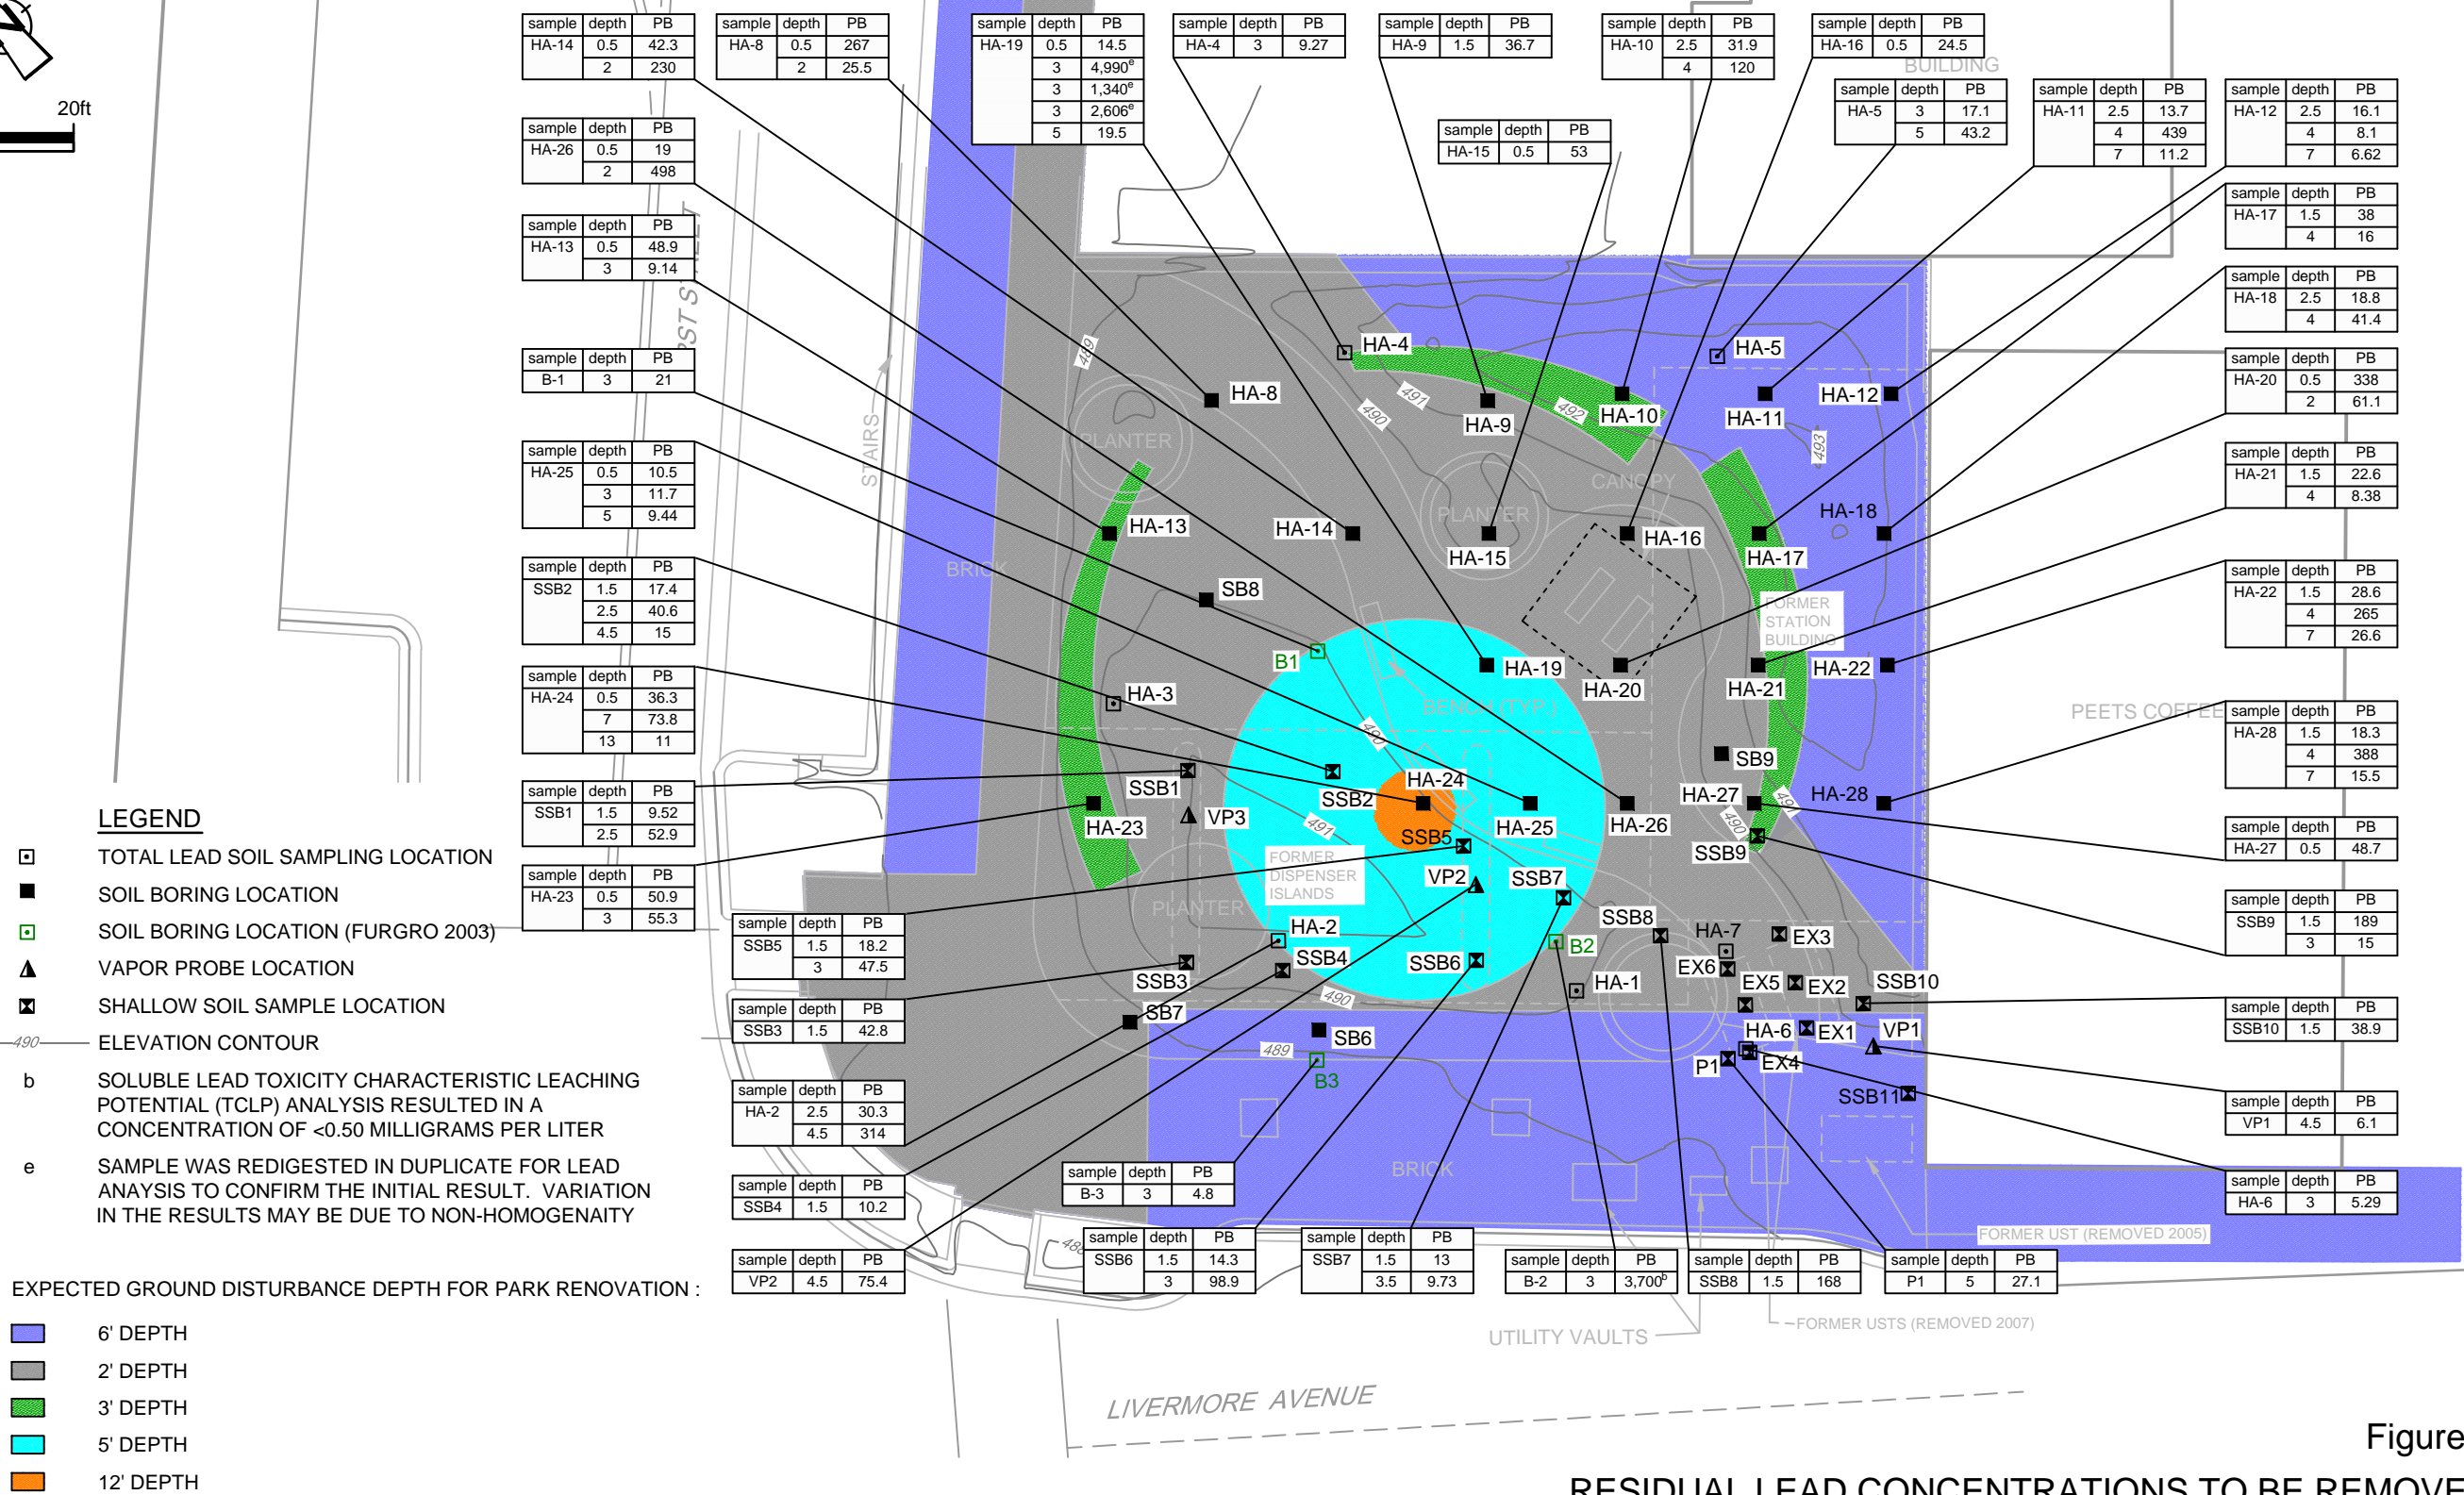 sample depth PB
HA-14 0.5 42.3
2 230
sample depth PB
HA-8 0.5 267
2 25.5
sample depth PB
HA-19 0.5 14.5
3 4,990e
3 1,340e
3 2,606e
5 19.5
sample depth PB
HA-4 3 9.27
sample depth PB
HA-9 1.5 36.7
sample depth PB
HA-10 2.5 31.9
4 120
sample depth PB
HA-16 0.5 24.5
BUILDING
20ft
sample depth PB
HA-26 0.5 19
2 498
sample depth PB
HA-15 0.5 53
sample depth PB
HA-5 3 17.1
5 43.2
sample depth PB
HA-11 2.5 13.7
4 439
7 11.2
sample depth PB
HA-12 2.5 16.1
4 8.1
7 6.62
sample depth PB
HA-17 1.5 38
4 16
sample depth PB
HA-13 0.5 48.9
3 9.14
sample depth PB
HA-18 2.5 18.8
4 41.4
sample depth PB
B-1 3 21
sample depth PB
HA-20 0.5 338
2 61.1
sample depth PB
HA-25 0.5 10.5
3 11.7
5 9.44
sample depth PB
HA-21 1.5 22.6
4 8.38
sample depth PB
SSB2 1.5 17.4
2.5 40.6
4.5 15
sample depth PB
HA-22 1.5 28.6
4 265
7 26.6
sample depth PB
HA-24 0.5 36.3
7 73.8
13 11
sample depth PB
HA-28 1.5 18.3
4 388
7 15.5
sample depth PB
SSB1 1.5 9.52
2.5 52.9
sample depth PB
HA-27 0.5 48.7
sample depth PB
HA-23 0.5 50.9
3 55.3
sample depth PB
SSB9 1.5 189
3 15
sample depth PB
SSB5 1.5 18.2
3 47.5
sample depth PB
SSB3 1.5 42.8
sample depth PB
SSB10 1.5 38.9
sample depth PB
HA-2 2.5 30.3
4.5 314
sample depth PB
VP1 4.5 6.1
sample depth PB
SSB4 1.5 10.2
sample depth PB
B-3 3 4.8
sample depth PB
HA-6 3 5.29
sample depth PB
VP2 4.5 75.4
sample depth PB
SSB6 1.5 14.3
3 98.9
sample depth PB
SSB7 1.5 13
3.5 9.73
sample depth PB
B-2 3 3,700b
sample depth PB
SSB8 1.5 168
sample depth PB
P1 5 27.1
STAIRS
BRICK
PLANTER
489
HA-4
HA-5
HA-8
490
491
492
493
HA-9
HA-10
HA-11
HA-12
PLANTER
CANOPY
HA-13
HA-14
HA-15
HA-16
HA-17
HA-18
SB8
B1
FORMER
STATION
BUILDING
HA-19
HA-20
HA-21
HA-22
HA-3
BENCH (TYP.)
490
PEETS COFFEE
SB9
SSB1
SSB2
HA-24
HA-25
HA-26
HA-27
HA-28
490
491
VP3
HA-23
491
SSB5
SSB9
FORMER
DISPENSER
ISLANDS
VP2
SSB7
PLANTER
HA-2
SSB8
B2
HA-7
EX3
SSB4
SSB6
EX6
SSB3
490
HA-1
EX5
EX2
SSB10
SB7
SB6
HA-6
EX1
VP1
489
B3
P1
EX4
SSB11
BRICK
FORMER UST (REMOVED 2005)
FORMER USTS (REMOVED 2007)
UTILITY VAULTS
LIVERMORE AVENUE
LEGEND
TOTAL LEAD SOIL SAMPLING LOCATION
SOIL BORING LOCATION
SOIL BORING LOCATION (FURGRO 2003)
VAPOR PROBE LOCATION
SHALLOW SOIL SAMPLE LOCATION
490 ELEVATION CONTOUR
b SOLUBLE LEAD TOXICITY CHARACTERISTIC LEACHING
POTENTIAL (TCLP) ANALYSIS RESULTED IN A
CONCENTRATION OF <0.50 MILLIGRAMS PER LITER
e SAMPLE WAS REDIGESTED IN DUPLICATE FOR LEAD
ANAYSIS TO CONFIRM THE INITIAL RESULT. VARIATION
IN THE RESULTS MAY BE DUE TO NON-HOMOGENAITY
EXPECTED GROUND DISTURBANCE DEPTH FOR PARK RENOVATION :
6' DEPTH
2' DEPTH
3' DEPTH
5' DEPTH
12' DEPTH
Figure
RESIDUAL LEAD CONCENTRATIONS TO BE REMOVE